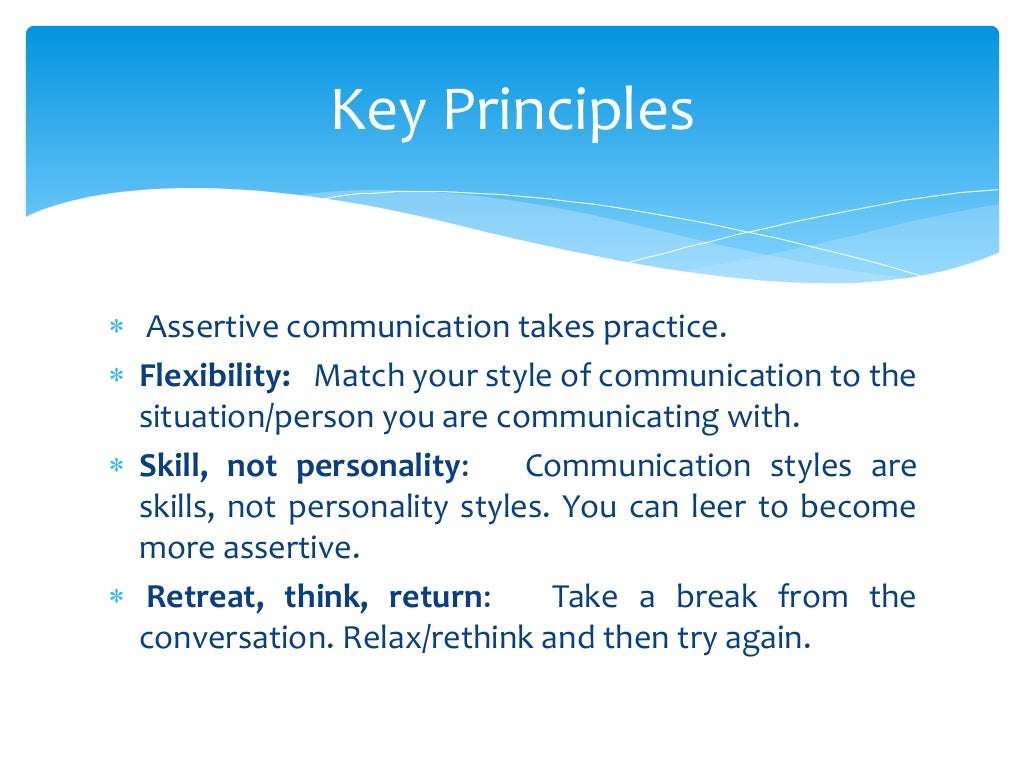 Key Principles
* Assertive communication takes practice.
* Flexibility: Match your style of communication to the
situation/person you are communicating with.
* Skill, not personality: Communication styles are
skills, not personality styles. You can leer to become
more assertive.
* Retreat, think, return: Take a break from the
conversation. Relax/rethink and then try again.